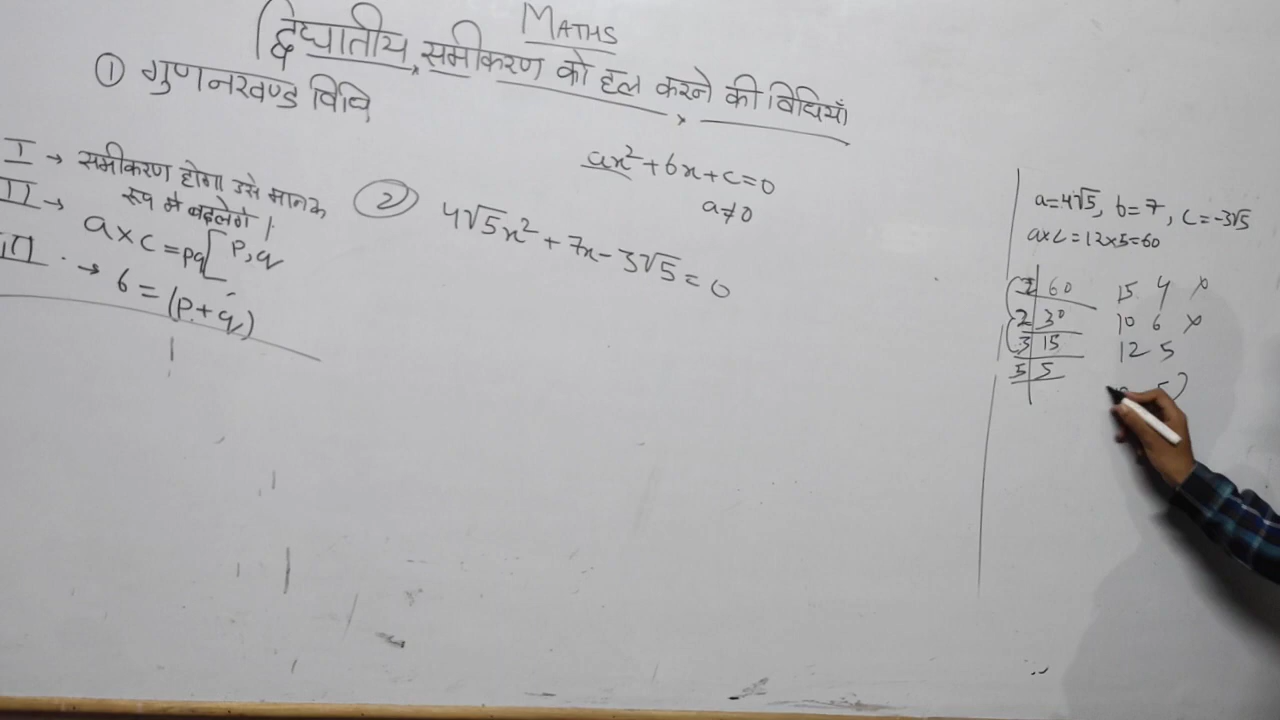 MATHS
द्विघातीय समीकरण को हल करने की विधियाँ
① गुणनखण्ड विधि
I → समीकरण होगा उसे मानक
रूप मे बदलेगे।
II → a×c=pq[p,q
III. → b=(p+q)
ax²+bx+c=0
a≠0
② 4√5x²+7x-3√5=0
a=4√5, b=7, c=-3√5
a×c=12×5=60
2 60 15 4 ×
2 30 10 6 ×
3 15 12 5
5 5